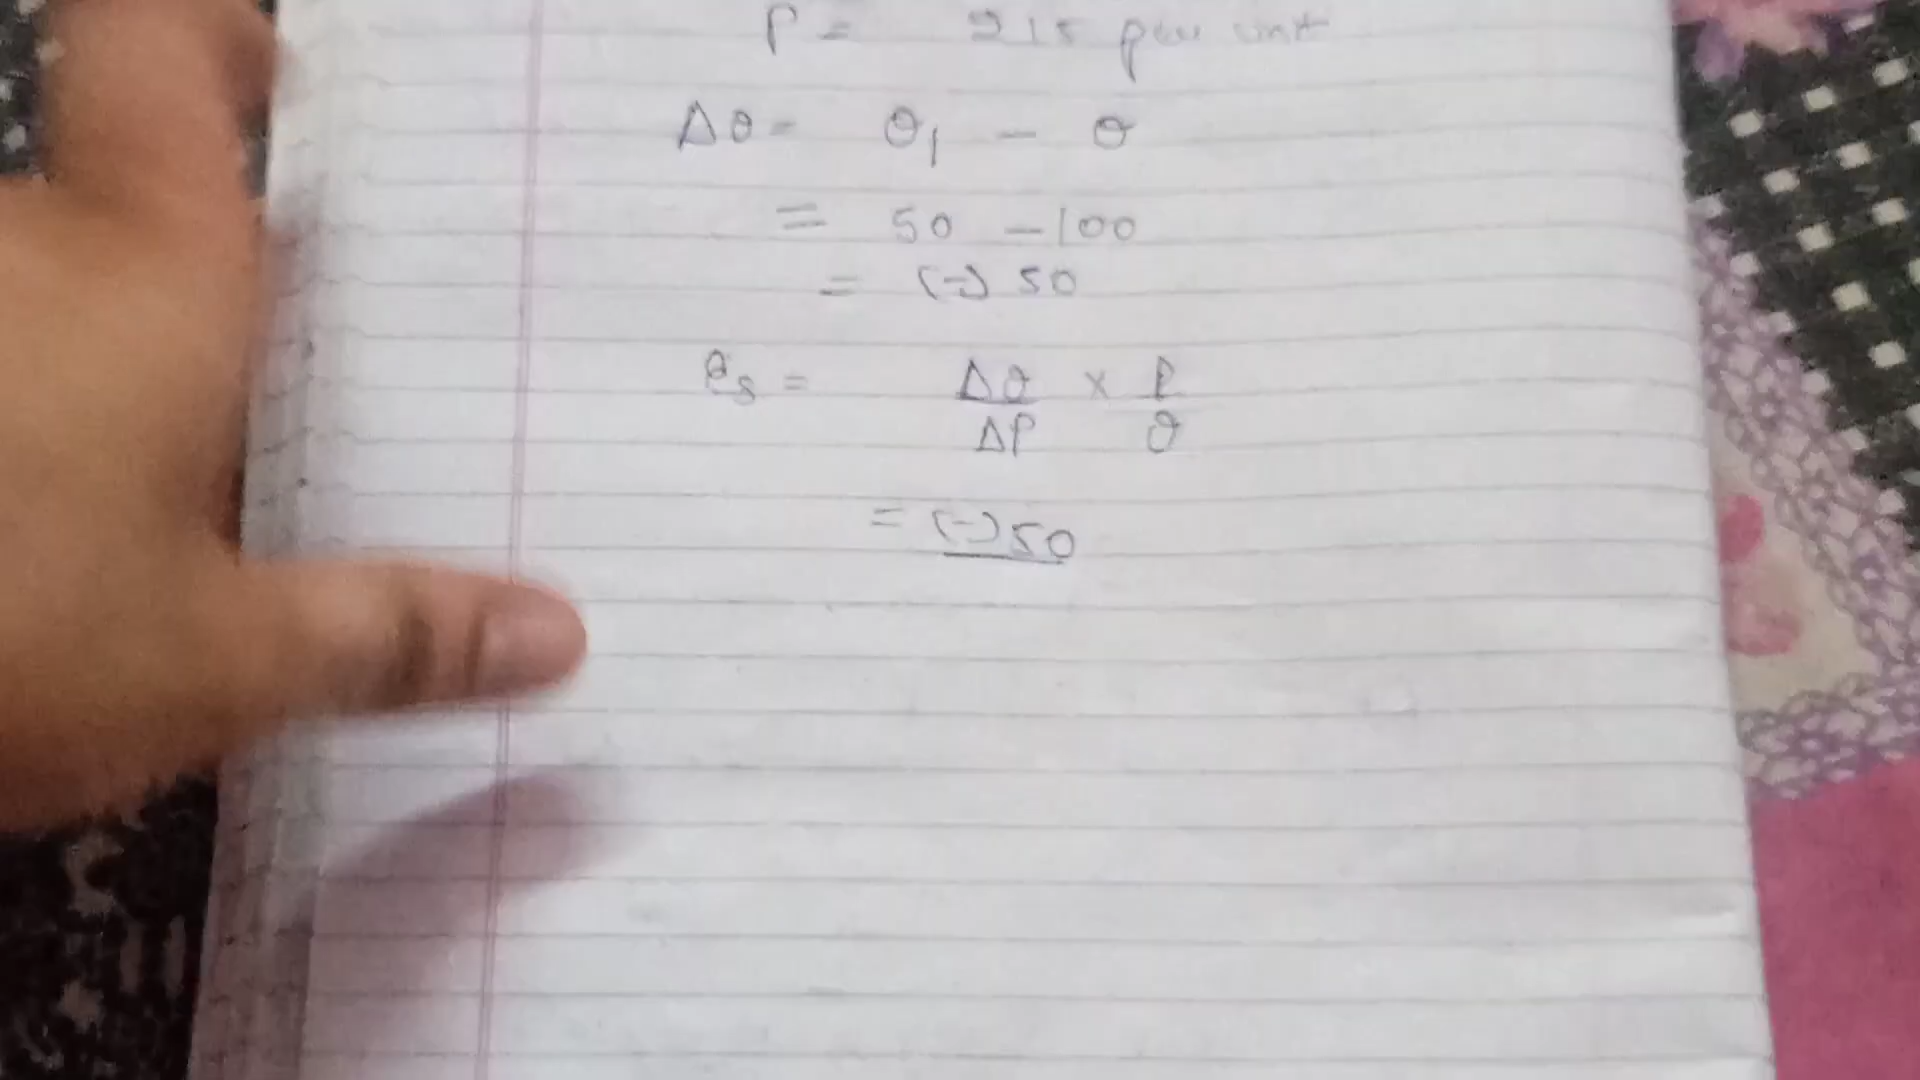 P = ₹15 per unit
ΔQ = Q₁ - Q
= 50 - 100
= (-) 50
es = ΔQ/ΔP × P/Q
= (-) 50